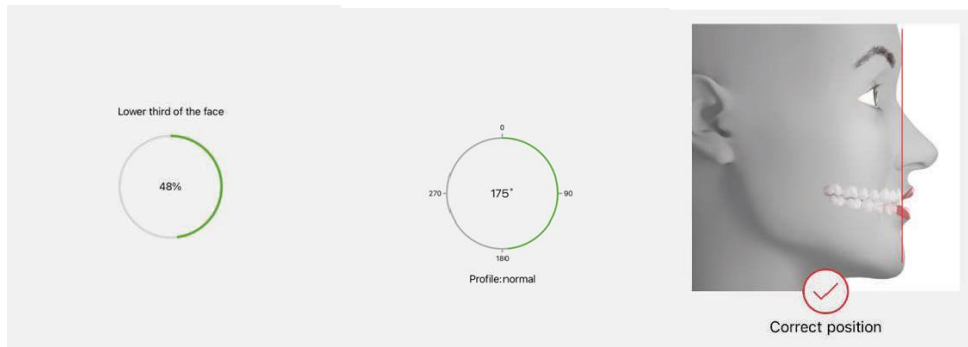 Lower third of the face
48%
0
270
175°
90
180
Profile:normal
Correct position